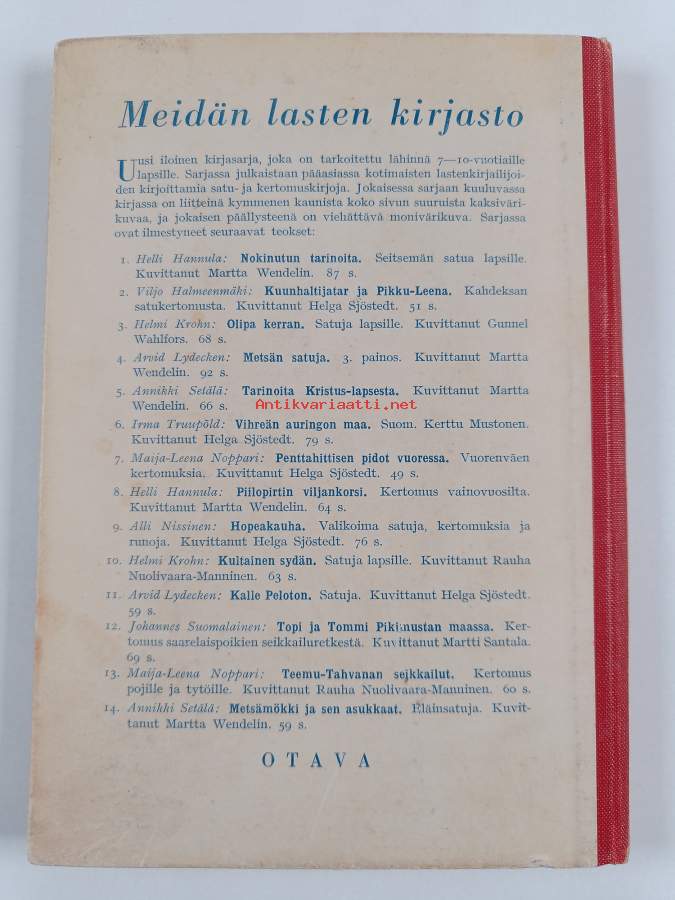 Meidän lasten kirjasto
Uusi iloinen kirjasarja, joka on tarkoitettu lähinnä 7—10-vuotiaille
lapsille. Sarjassa julkaistaan pääasiassa kotimaisten lastenkirjailijoi-
den kirjoittamia satu- ja kertomuskirjoja. Jokaisessa sarjaan kuuluvassa
kirjassa on liitteinä kymmenen kaunista koko sivun suuruista kaksiväri-
kuvaa, ja jokaisen päällysteenä on viehättävä monivärikuva. Sarjassa
ovat ilmestyneet seuraavat teokset:
1. Helli Hannula: Nokinutun tarinoita. Seitsemän satua lapsille.
Kuvittanut Martta Wendelin. 87 s.
2. Viljo Halmeenmäki: Kuunhaltijatar ja Pikku-Leena. Kahdeksan
satukertomusta. Kuvittanut Helga Sjöstedt. 51 s.
3. Helmi Krohn: Olipa kerran. Satuja lapsille. Kuvittanut Gunnel
Wahlfors. 68 s.
4. Arvid Lydecken: Metsän satuja. 3. painos. Kuvittanut Martta
Wendelin. 92 s.
5. Annikki Setälä: Tarinoita Kristus-lapsesta. Kuvittanut Martta
Wendelin. 66 s.
Antikvariaatti.net
6. Irma Truupõld: Vihreän auringon maa. Suom. Kerttu Mustonen.
Kuvittanut Helga Sjöstedt. 79 s.
7. Maija-Leena Noppari: Penttahittisen pidot vuoressa. Vuorenväen
kertomuksia. Kuvittanut Helga Sjöstedt. 49 s.
8. Helli Hannula: Piilopirtin viljankorsi. Kertomus vainovuosilta.
Kuvittanut Martta Wendelin. 64 s.
9. Alli Nissinen: Hopeakauha. Valikoima satuja, kertomuksia ja
runoja. Kuvittanut Helga Sjöstedt. 76 s.
10. Helmi Krohn: Kultainen sydän. Satuja lapsille. Kuvittanut Rauha
Nuolivaara-Manninen. 63 s.
11. Arvid Lydecken: Kalle Peloton. Satuja. Kuvittanut Helga Sjöstedt.
59 s.
12. Johannes Suomalainen: Topi ja Tommi Pikinustan maassa. Ker-
tomus saarelaispoikien seikkailuretkestä. Kuvittanut Martti Santala.
69 s.
13. Maija-Leena Noppari: Teemu-Tahvanan seikkailut. Kertomus
pojille ja tytöille. Kuvittanut Rauha Nuolivaara-Manninen. 60 s.
14. Annikki Setälä: Metsämökki ja sen asukkaat. Eläinsatuja. Kuvit-
tanut Martta Wendelin. 59 s.
OTAVA